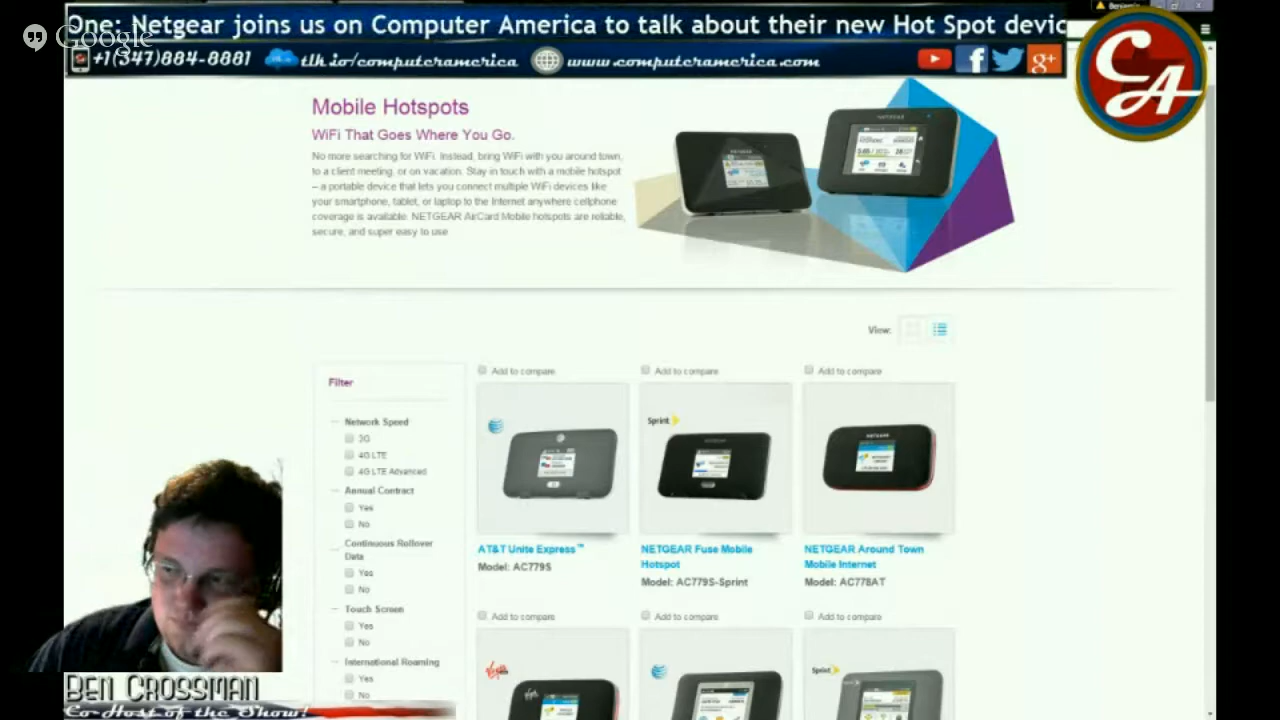 One: Netgear joins us on Computer America to talk about their new Hot Spot devic
Google
+1(347)884-8881 tlk.io/computeramerica www.computeramerica.com
CA
Mobile Hotspots
WiFi That Goes Where You Go.
No more searching for WiFi. Instead, bring WiFi with you around town,
to a client meeting, or on vacation. Stay in touch with a mobile hotspot
– a portable device that lets you connect multiple WiFi devices like
your smartphone, tablet, or laptop to the Internet anywhere cellphone
coverage is available. NETGEAR AirCard Mobile hotspots are reliable,
secure, and super easy to use
View:
Add to compare
Add to compare
Add to compare
Filter
Network Speed
3G
4G LTE
4G LTE Advanced
Annual Contract
Yes
No
Continuous Rollover
Data
Yes
No
Touch Screen
Yes
No
International Roaming
Yes
No
Sprint
NETGEAR
AT&T Unite Express™
Model: AC779S
NETGEAR Fuse Mobile
Hotspot
Model: AC779S-Sprint
NETGEAR Around Town
Mobile Internet
Model: AC778AT
Add to compare
Add to compare
Add to compare
Sprint
Ben Crossman
Co-Host of the Show!